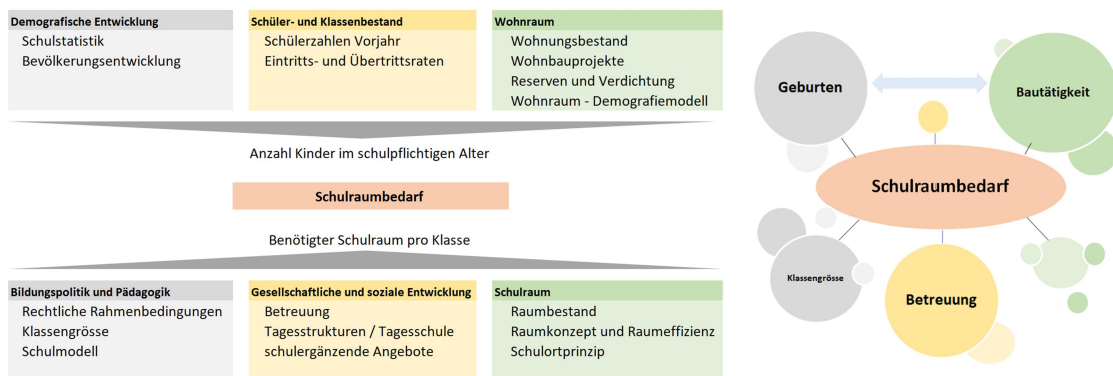 Demografische Entwicklung
Schulstatistik
Bevölkerungsentwicklung
Schüler- und Klassenbestand
Schülerzahlen Vorjahr
Eintritts- und Übertrittsraten
Wohnraum
Wohnungsbestand
Wohnbauprojekte
Reserven und Verdichtung
Wohnraum - Demografiemodell
Anzahl Kinder im schulpflichtigen Alter
Schulraumbedarf
Benötigter Schulraum pro Klasse
Bildungspolitik und Pädagogik
Rechtliche Rahmenbedingungen
Klassengrösse
Schulmodell
Gesellschaftliche und soziale Entwicklung
Betreuung
Tagesstrukturen / Tagesschule
schulergänzende Angebote
Schulraum
Raumbestand
Raumkonzept und Raumeffizienz
Schulortprinzip
Geburten
Bautätigkeit
Schulraumbedarf
Klassengrösse
Betreuung